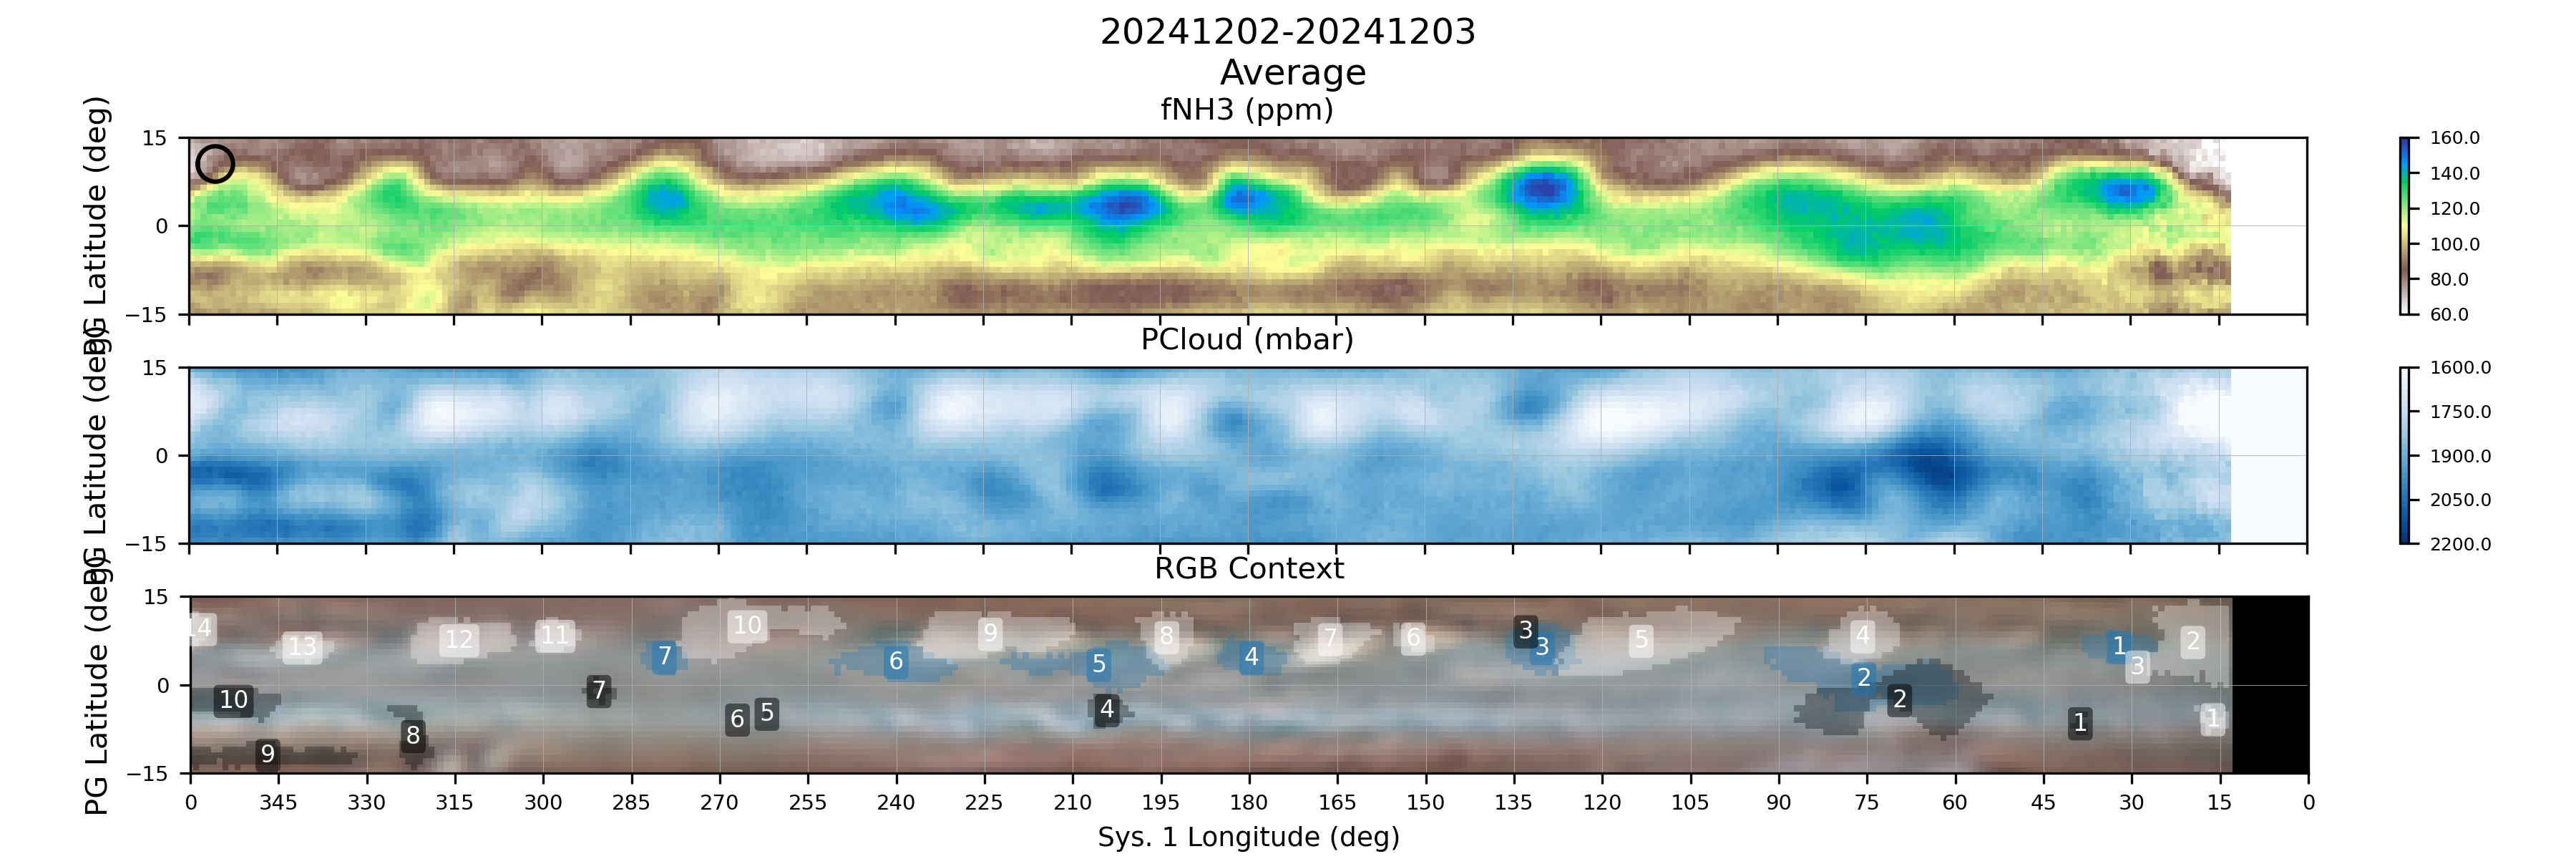 20241202-20241203
Average
fNH3 (ppm)
PG Latitude (deg)
15
0
−15
160.0
140.0
120.0
100.0
80.0
60.0
PCloud (mbar)
PG Latitude (deg)
15
0
−15
1600.0
1750.0
1900.0
2050.0
2200.0
RGB Context
PG Latitude (deg)
15
0
−15
14 13 12 11 10 9 8 7 6 5 4 3 2 1
7 6 5 4 3 2 1
10 9 8 7 6 5 4 3 2 1
0 345 330 315 300 285 270 255 240 225 210 195 180 165 150 135 120 105 90 75 60 45 30 15 0
Sys. 1 Longitude (deg)